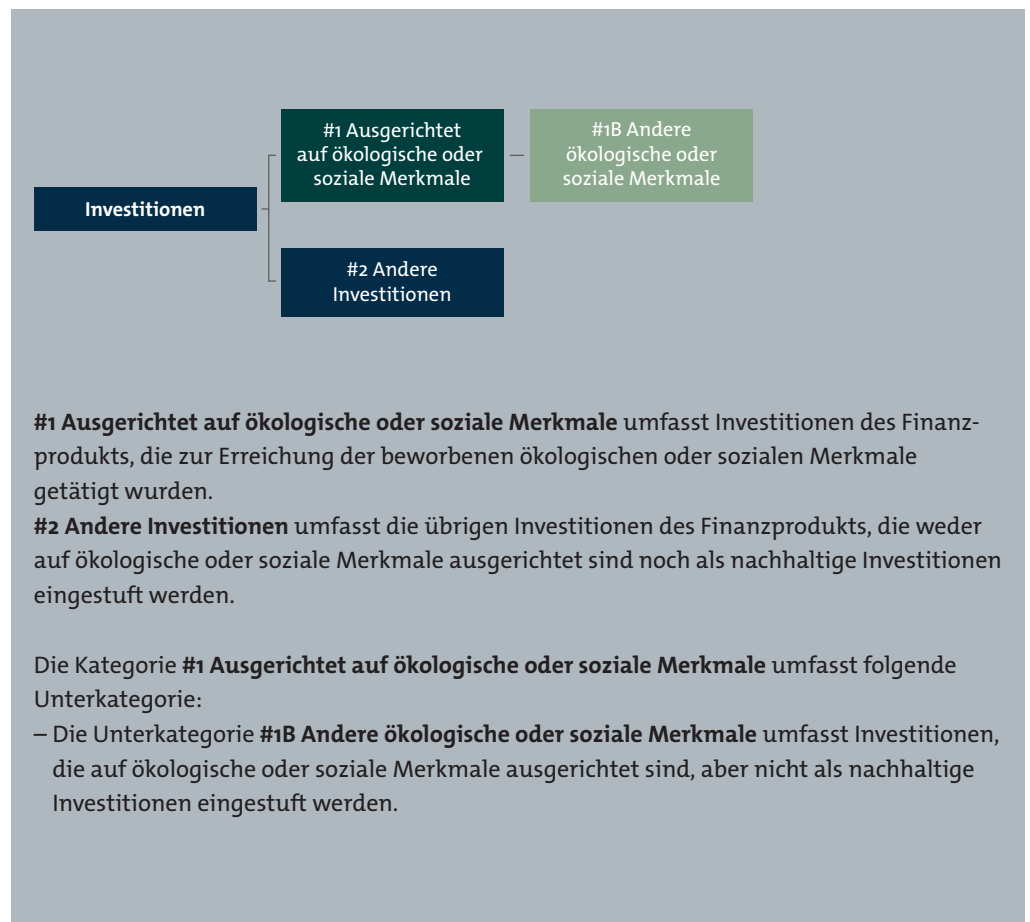 #1 Ausgerichtet
auf ökologische oder
soziale Merkmale
#1B Andere
ökologische oder
soziale Merkmale
Investitionen
#2 Andere
Investitionen
#1 Ausgerichtet auf ökologische oder soziale Merkmale umfasst Investitionen des Finanz-
produkts, die zur Erreichung der beworbenen ökologischen oder sozialen Merkmale
getätigt wurden.
#2 Andere Investitionen umfasst die übrigen Investitionen des Finanzprodukts, die weder
auf ökologische oder soziale Merkmale ausgerichtet sind noch als nachhaltige Investitionen
eingestuft werden.
Die Kategorie #1 Ausgerichtet auf ökologische oder soziale Merkmale umfasst folgende
Unterkategorie:
– Die Unterkategorie #1B Andere ökologische oder soziale Merkmale umfasst Investitionen,
die auf ökologische oder soziale Merkmale ausgerichtet sind, aber nicht als nachhaltige
Investitionen eingestuft werden.